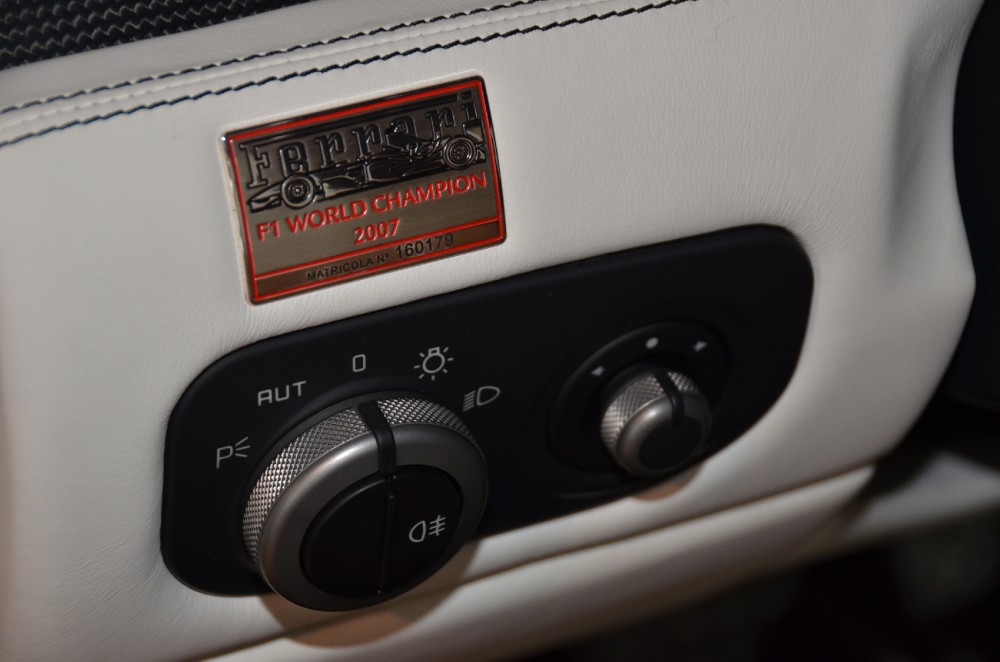 Ferrari
F1 WORLD CHAMPION
2007
MATRICOLA N° 160179
0
AUT
P